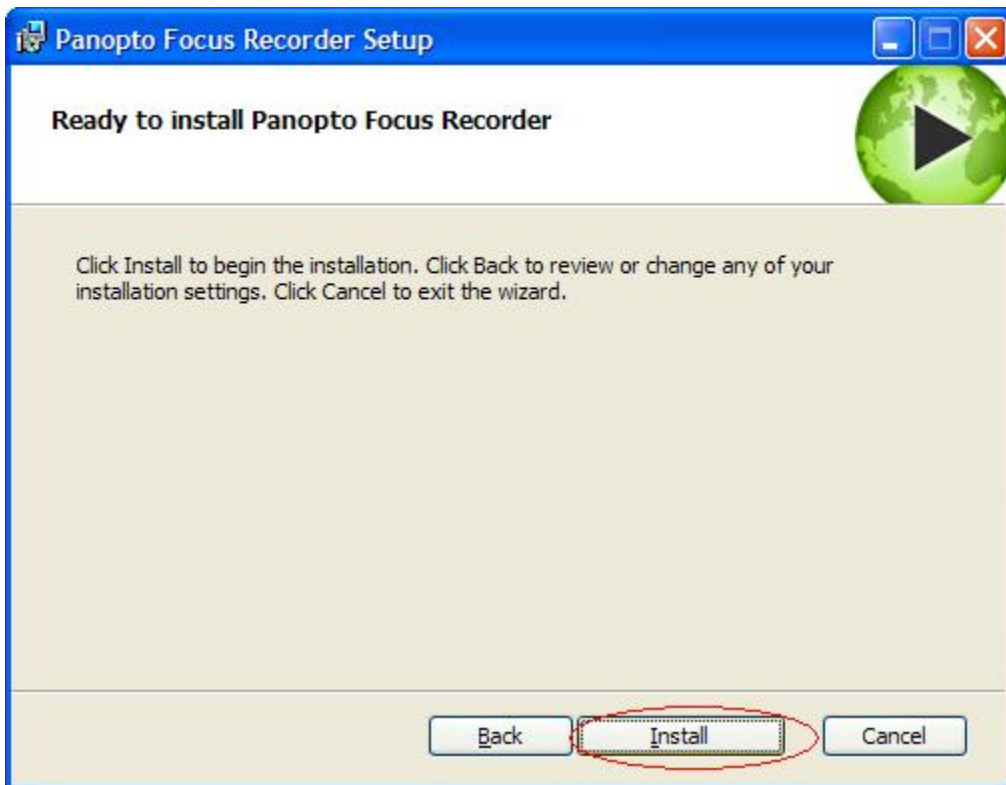 Panopto Focus Recorder Setup
Ready to install Panopto Focus Recorder
Click Install to begin the installation. Click Back to review or change any of your
installation settings. Click Cancel to exit the wizard.
Back Install Cancel